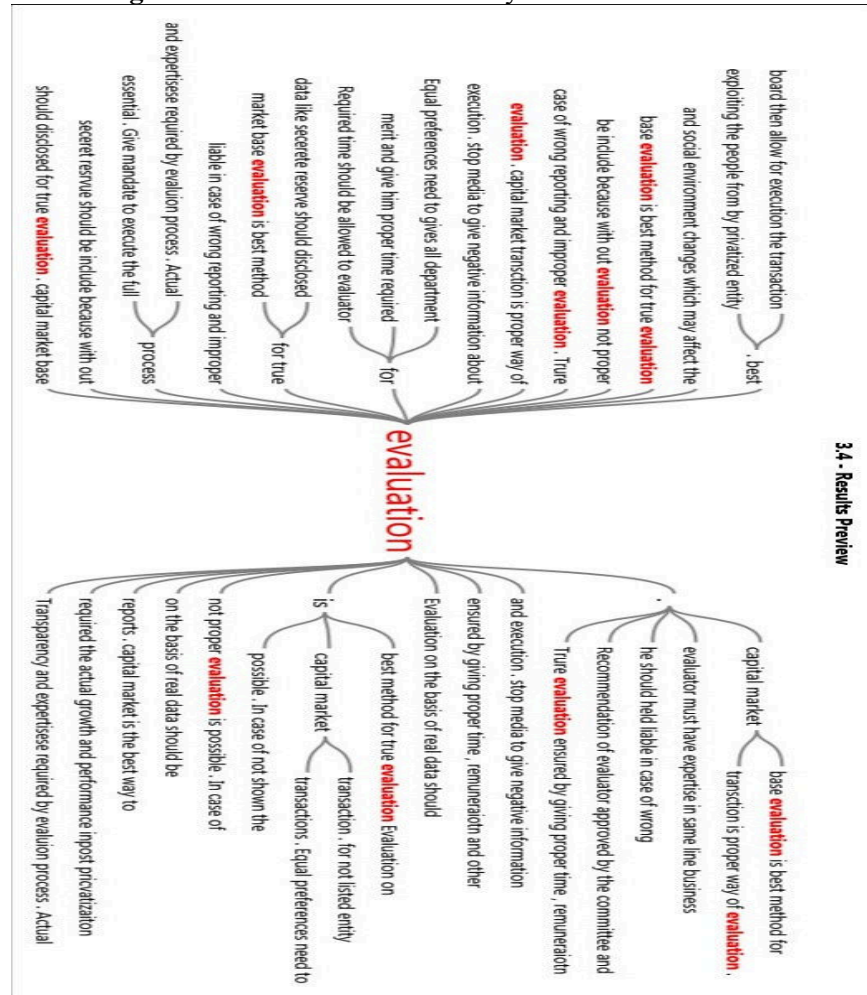 3.4 - Results Preview
board then allow for execution the transaction
exploiting the people from by privatized entity
. best
and social environment changes which may affect the
base evaluation is best method for true evaluation
be include because with out evaluation not proper
case of wrong reporting and improper evaluation . Trure
evaluation . capital market transction is proper way of
execution . stop media to give negative information about
Equal preferences need to gives all department
merit and give him proper time required
Required time should be allowed to evaluator
for
data like secerete reserve should disclosed
market base evaluation is best method
for true
liable in case of wrong reporting and improper
and expertisese required by evaluion process . Actual
essential . Give mandate to execute the full
process
seceret resrvue should be include because with out
should disclosed for true evaluation . capital market base
evaluation
.
capital market
base evaluation is best method for
transction is proper way of evaluation .
evaluator must have expertise in same line business
he should held liable in case of wrong
Recommendation of evaluator approved by the committee and
Trure evaluation ensured by giving proper time , remuneraiotn
and execution . stop media to give negative information
ensured by giving proper time , remuneraiotn and other
Evaluation on the basis of real data should
is
best method for true evaluation Evaluation on
capital market
transaction . for not listed entity
transactions . Equal preferences need to
possible . In case of not shown the
not proper evaluation is possible . In case of
on the basis of real data should be
reports . capital market is the best way to
required the actual growth and performance inpost pricvatizaiton
Transparency and expertisese required by evaluion process . Actual